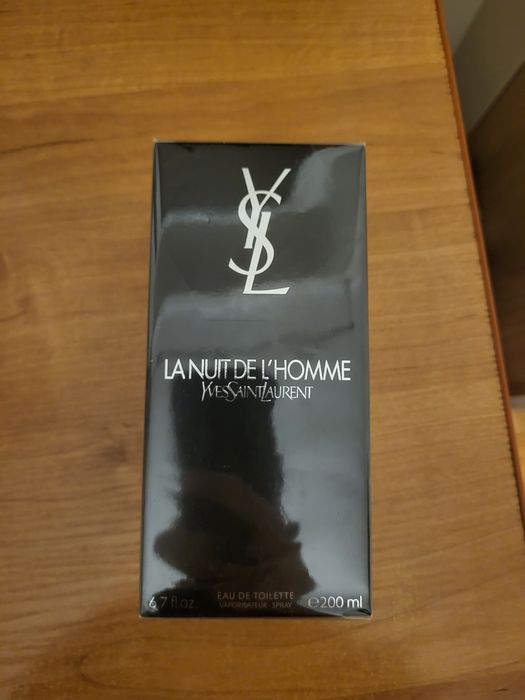 YSL
LA NUIT DE L'HOMME
YVESSAINTLAURENT
6.7 fl.oz. EAU DE TOILETTE ℮200 ml
VAPORISATEUR - SPRAY